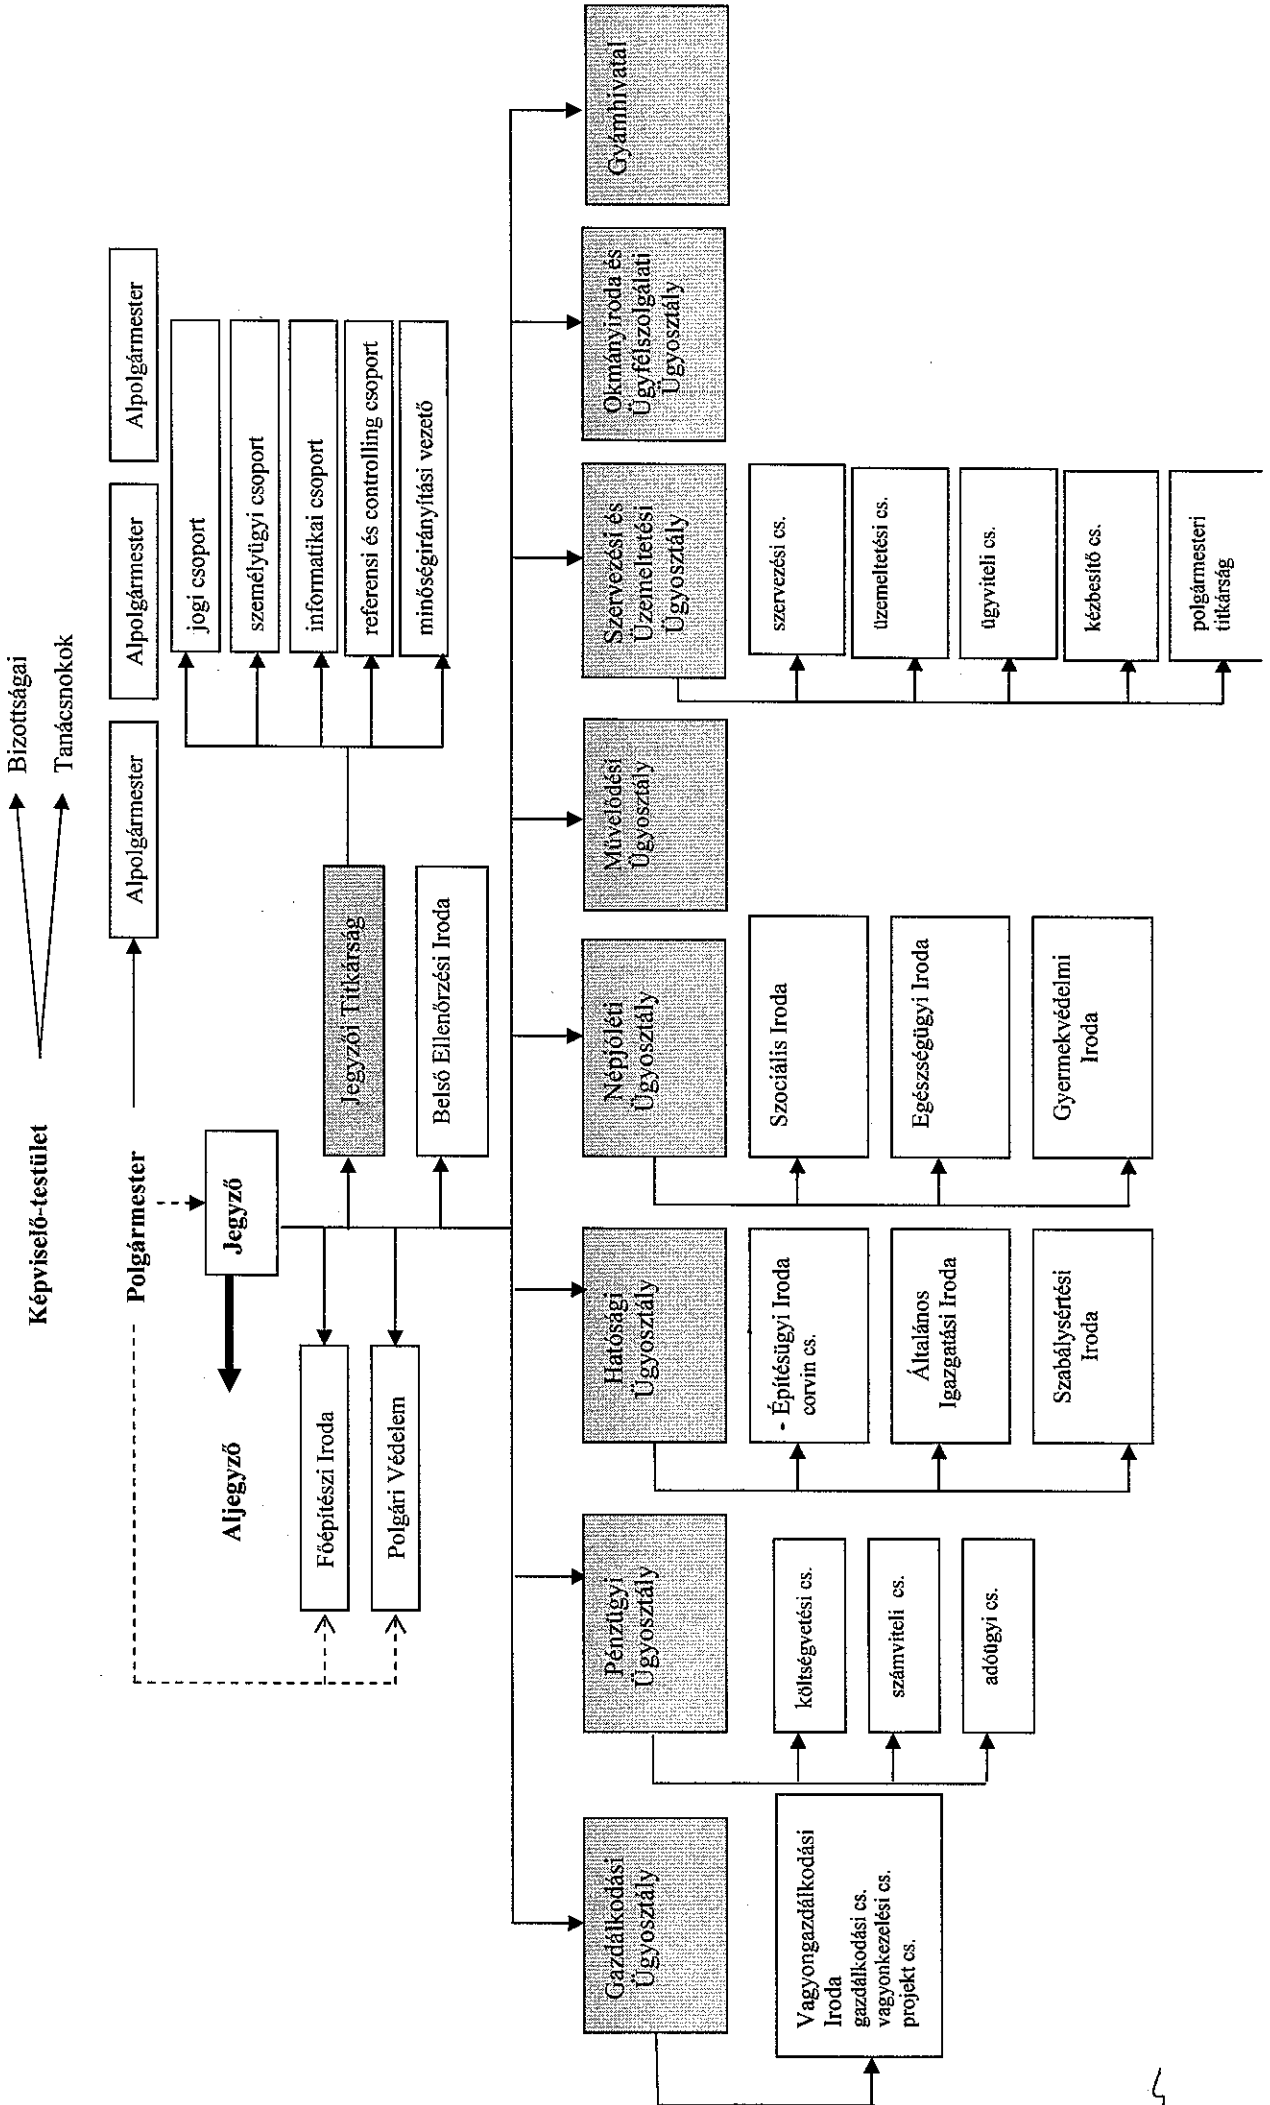 Képviselő-testület
Bizottságai
Tanácsnokok
Polgármester
Alpolgármester
Alpolgármester
Alpolgármester
Jegyző
Aljegyző
jogi csoport
személyügyi csoport
informatikai csoport
referensi és controlling csoport
minőségirányítási vezető
Főépítészi Iroda
Jegyzői Titkárság
Polgári Védelem
Belső Ellenőrzési Iroda
Gazdálkodási
Ügyosztály
Pénzügyi
Ügyosztály
Hatósági
Ügyosztály
Népjóléti
Ügyosztály
Művelődési
Ügyosztály
Szervezési és
Üzemeltetési
Ügyosztály
Okmányiroda és
Ügyfélszolgálati
Ügyosztály
Gyámhivatal
Vagyongazdálkodási
Iroda
gazdálkodási cs.
vagyonkezelési cs.
projekt cs.
költségvetési cs.
számviteli cs.
adóügyi cs.
- Építésügyi Iroda
corvin cs.
Általános
Igazgatási Iroda
Szabálysértési
Iroda
Szociális Iroda
Egészségügyi Iroda
Gyermekvédelmi
Iroda
szervezési cs.
üzemeltetési cs.
ügyviteli cs.
kézbesítő cs.
polgármesteri
titkárság